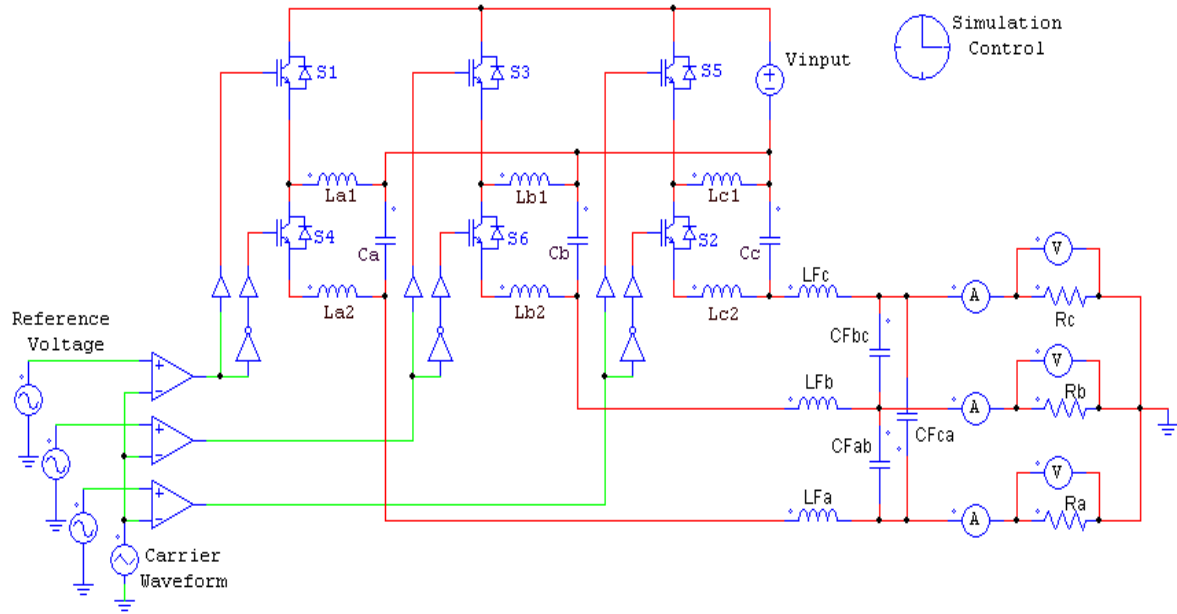 Simulation
Control
Vinput
S1
S3
S5
La1
Lb1
Lc1
S4
S6
S2
Ca
Cb
Cc
La2
Lb2
Lc2
LFc
V
A
Rc
CFbc
Reference
Voltage
V
LFb
A
Rb
CFab
CFca
V
LFa
A
Ra
Carrier
Waveform